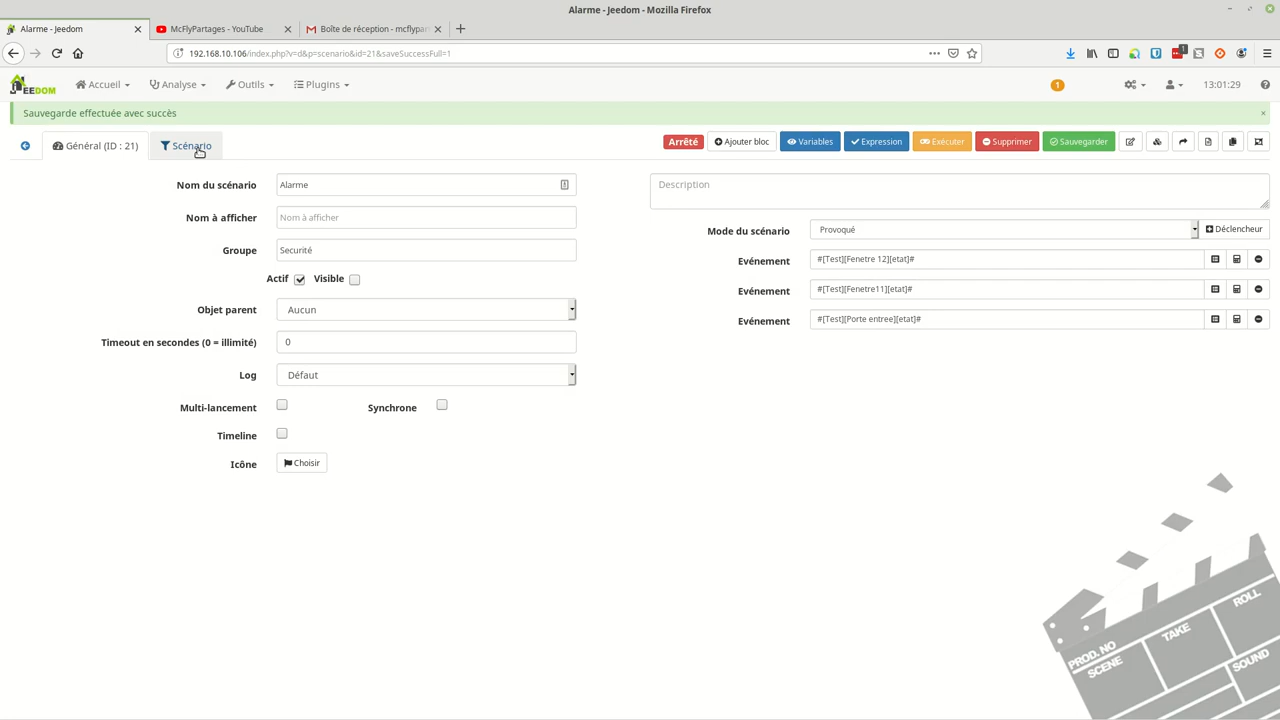 Alarme - Jeedom - Mozilla Firefox
Alarme - Jeedom
McFlyPartages - YouTube
Boîte de réception - mcflypar
192.168.10.106/index.php?v=d&p=scenario&id=21&saveSuccessFull=1
1
JEEDOM
Accueil
Analyse
Outils
Plugins
1
13:01:29
Sauvegarde effectuée avec succès
×
Général (ID : 21)
Scénario
Arrêté
Ajouter bloc
Variables
Expression
Exécuter
Supprimer
Sauvegarder
Nom du scénario
Alarme
Nom à afficher
Nom à afficher
Groupe
Securité
Actif
Visible
Objet parent
Aucun
Timeout en secondes (0 = illimité)
0
Log
Défaut
Multi-lancement
Synchrone
Timeline
Icône
Choisir
Description
Mode du scénario
Provoqué
Déclencheur
Evénement
#[Test][Fenetre 12][etat]#
Evénement
#[Test][Fenetre11][etat]#
Evénement
#[Test][Porte entree][etat]#
PROD. NO
SCENE
TAKE
ROLL
SOUND